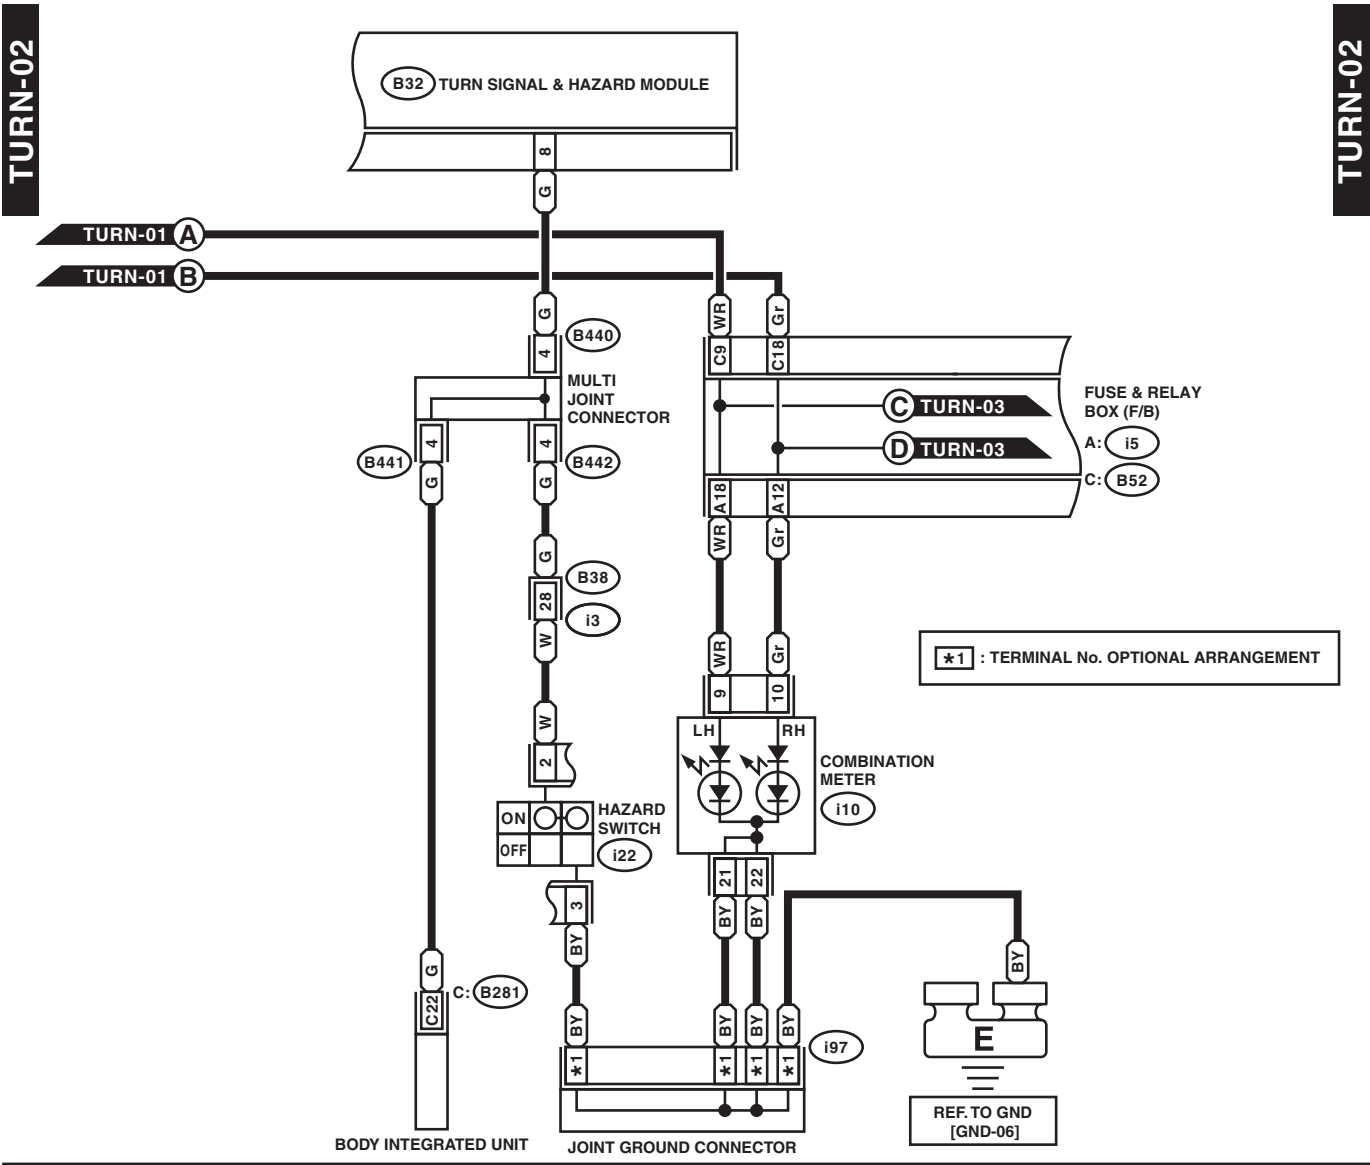 TURN-02
TURN-02
B32 TURN SIGNAL & HAZARD MODULE
8
G
TURN-01 A
TURN-01 B
G
WR
Gr
B440
4
C9
C18
MULTI
JOINT
CONNECTOR
C TURN-03
D TURN-03
FUSE & RELAY
BOX (F/B)
A: i5
C: B52
4
4
B441
B442
G
G
A18
A12
WR
Gr
G
B38
28
i3
W
WR
Gr
*1 : TERMINAL No. OPTIONAL ARRANGEMENT
9
10
W
LH
RH
2
COMBINATION
METER
i10
ON
OFF
HAZARD
SWITCH
i22
21
22
3
BY
BY
BY
BY
G
C22
C: B281
BY
BY
BY
BY
i97
*1
*1
*1
*1
E
REF. TO GND
[GND-06]
BODY INTEGRATED UNIT
JOINT GROUND CONNECTOR